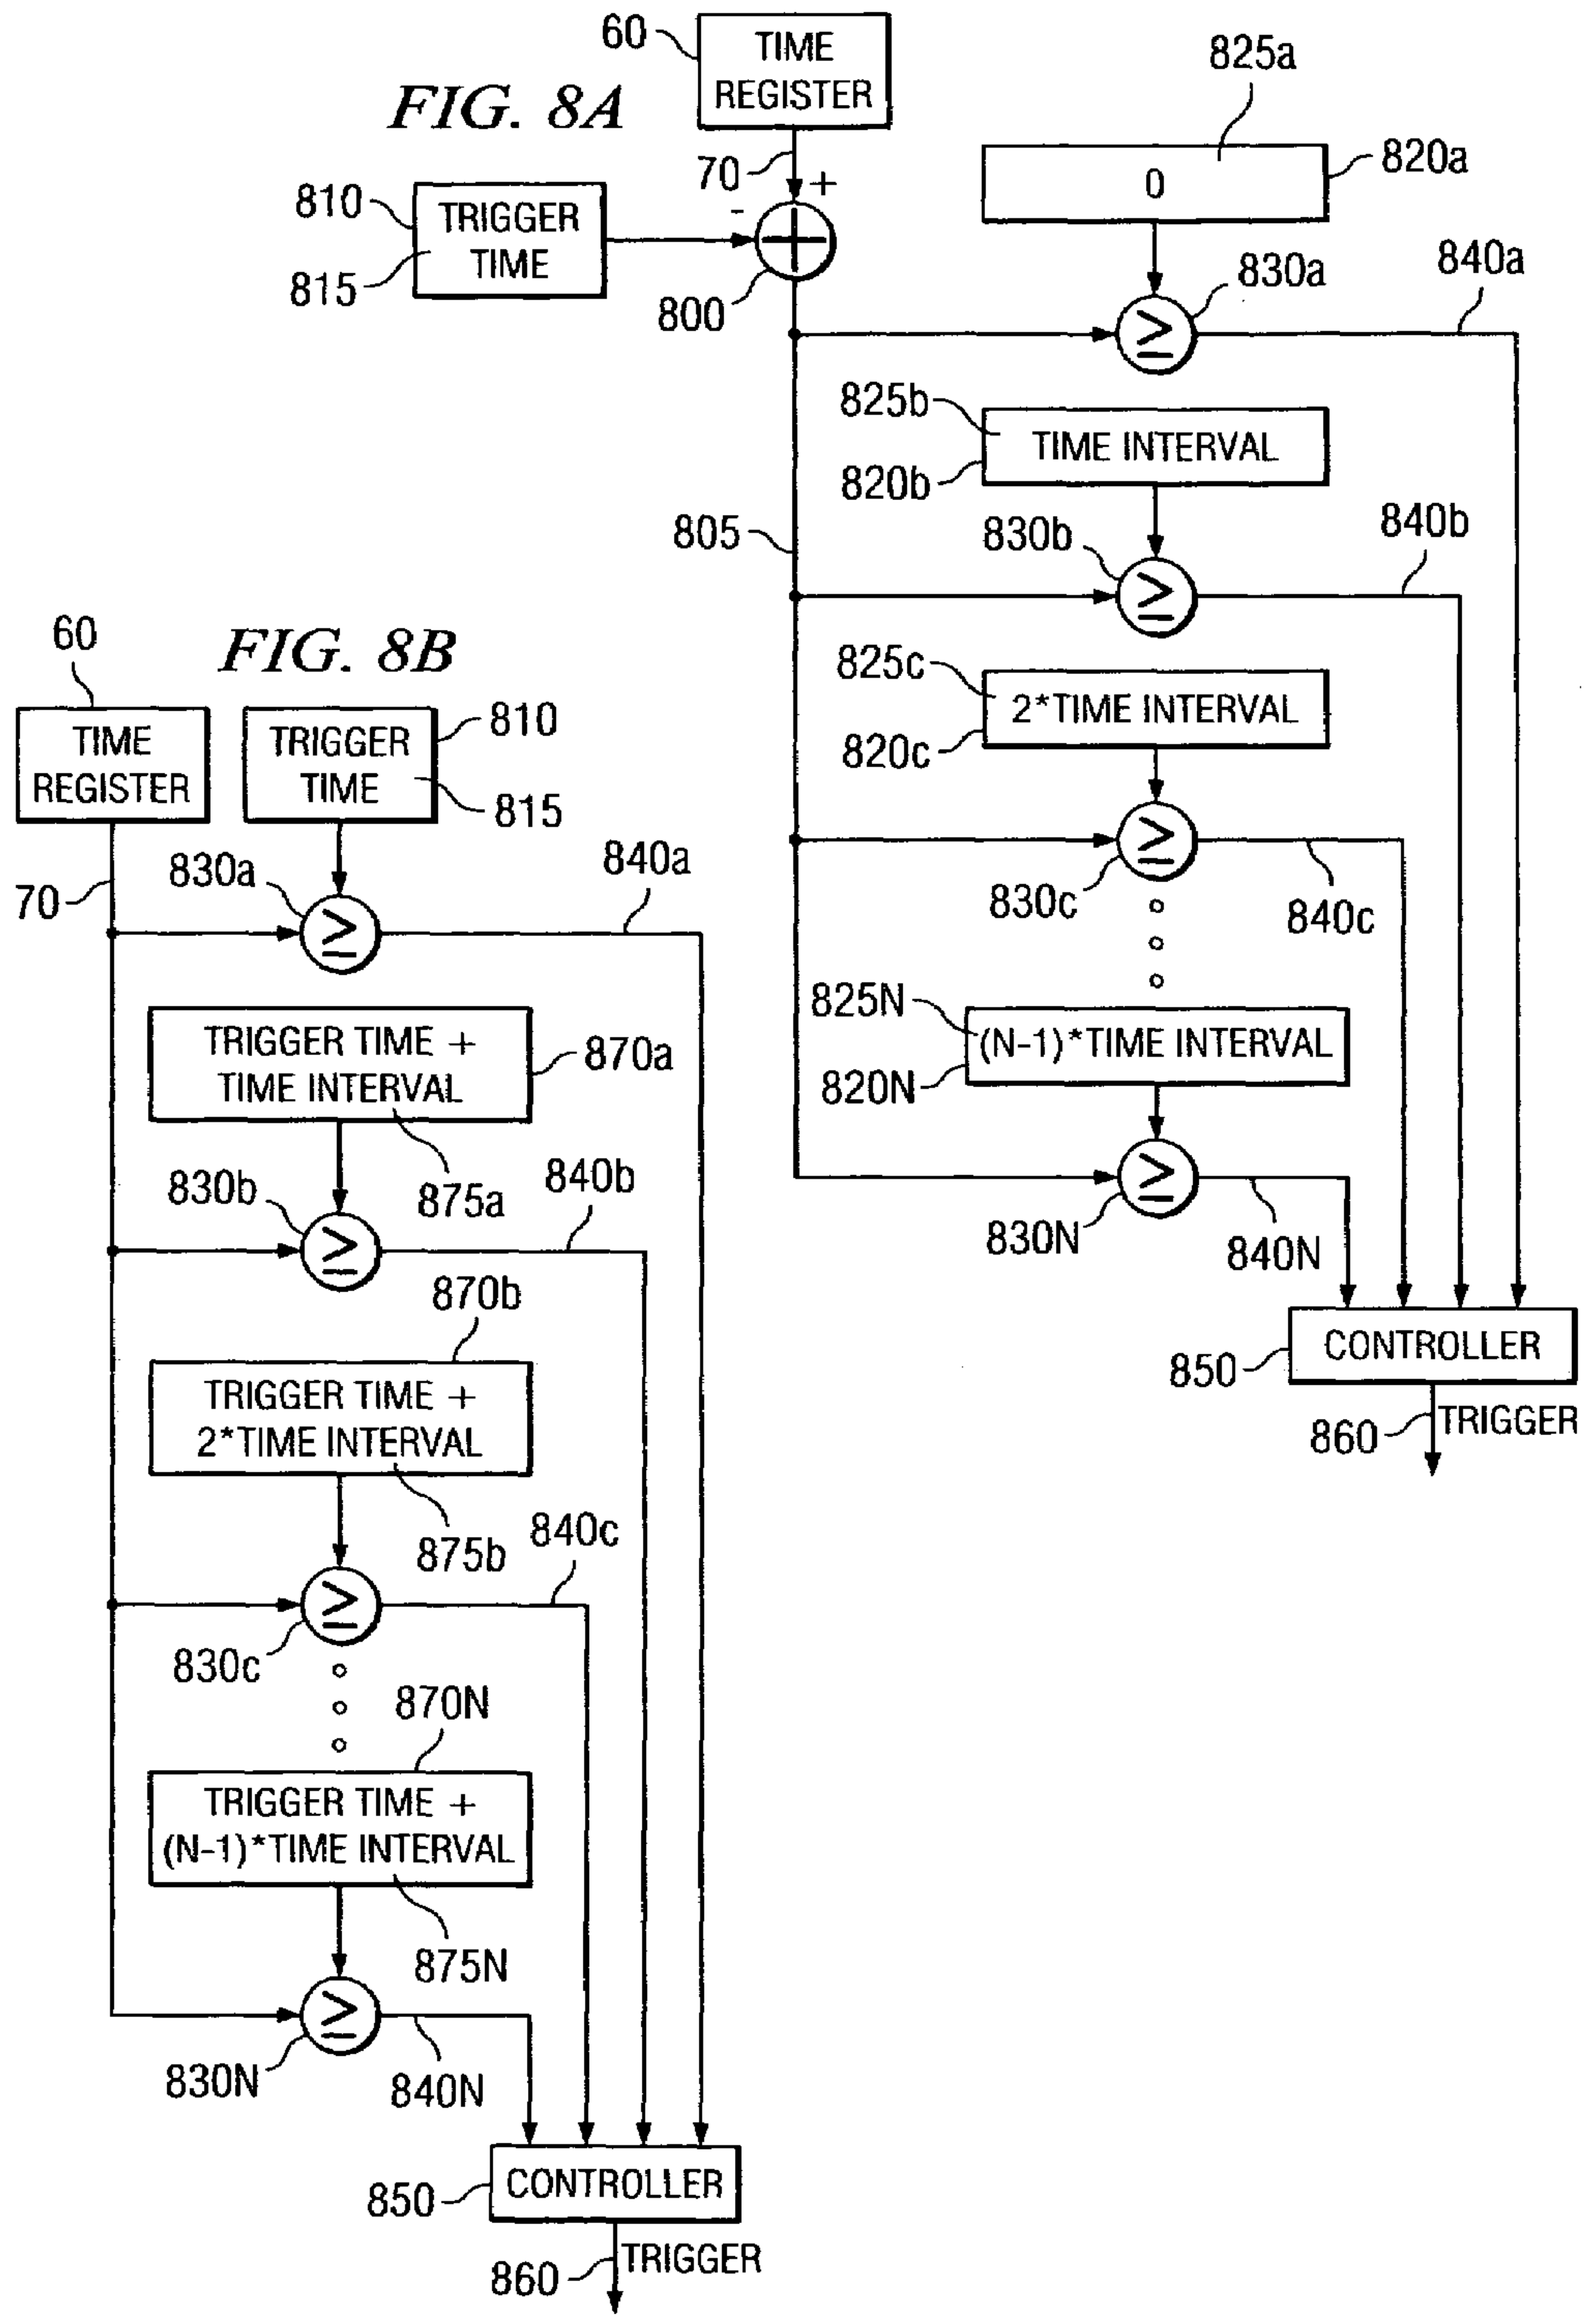 FIG. 8A
60
TIME
REGISTER
70
+
-
810
TRIGGER
TIME
815
800
825a
0
820a
830a
≥
840a
825b
TIME INTERVAL
820b
805
830b
≥
840b
825c
2*TIME INTERVAL
820c
≥
830c
840c
825N
(N-1)*TIME INTERVAL
820N
≥
830N
840N
CONTROLLER
850
860
TRIGGER
FIG. 8B
60
TIME
REGISTER
TRIGGER
TIME
810
815
70
830a
≥
840a
TRIGGER TIME +
TIME INTERVAL
870a
875a
830b
≥
840b
870b
TRIGGER TIME +
2*TIME INTERVAL
875b
840c
≥
830c
870N
TRIGGER TIME +
(N-1)*TIME INTERVAL
875N
≥
830N
840N
CONTROLLER
850
860
TRIGGER